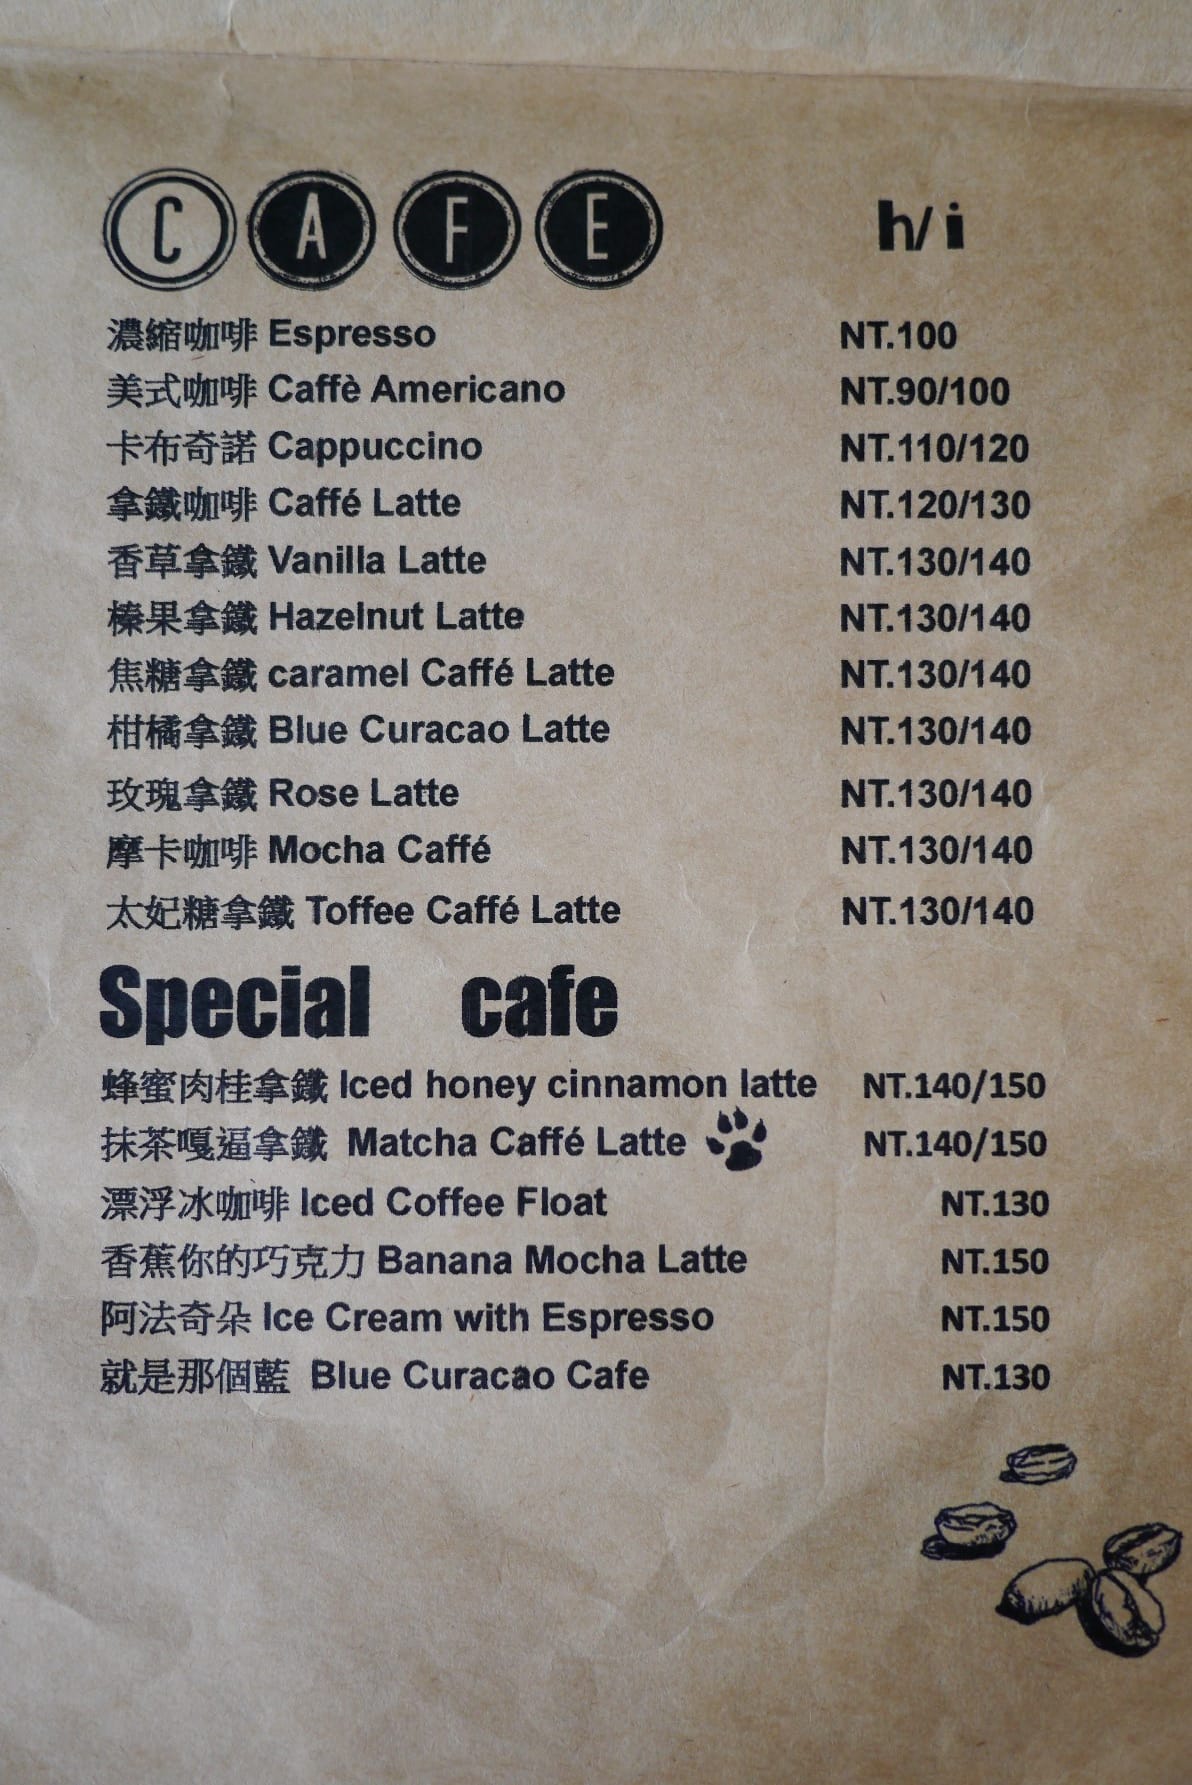 CAFE h/i
濃縮咖啡 Espresso NT.100
美式咖啡 Caffè Americano NT.90/100
卡布奇諾 Cappuccino NT.110/120
拿鐵咖啡 Caffé Latte NT.120/130
香草拿鐵 Vanilla Latte NT.130/140
榛果拿鐵 Hazelnut Latte NT.130/140
焦糖拿鐵 caramel Caffé Latte NT.130/140
柑橘拿鐵 Blue Curacao Latte NT.130/140
玫瑰拿鐵 Rose Latte NT.130/140
摩卡咖啡 Mocha Caffé NT.130/140
太妃糖拿鐵 Toffee Caffé Latte NT.130/140
Special cafe
蜂蜜肉桂拿鐵 Iced honey cinnamon latte NT.140/150
抹茶嘎逼拿鐵 Matcha Caffé Latte NT.140/150
漂浮冰咖啡 Iced Coffee Float NT.130
香蕉你的巧克力 Banana Mocha Latte NT.150
阿法奇朵 Ice Cream with Espresso NT.150
就是那個藍 Blue Curacao Cafe NT.130